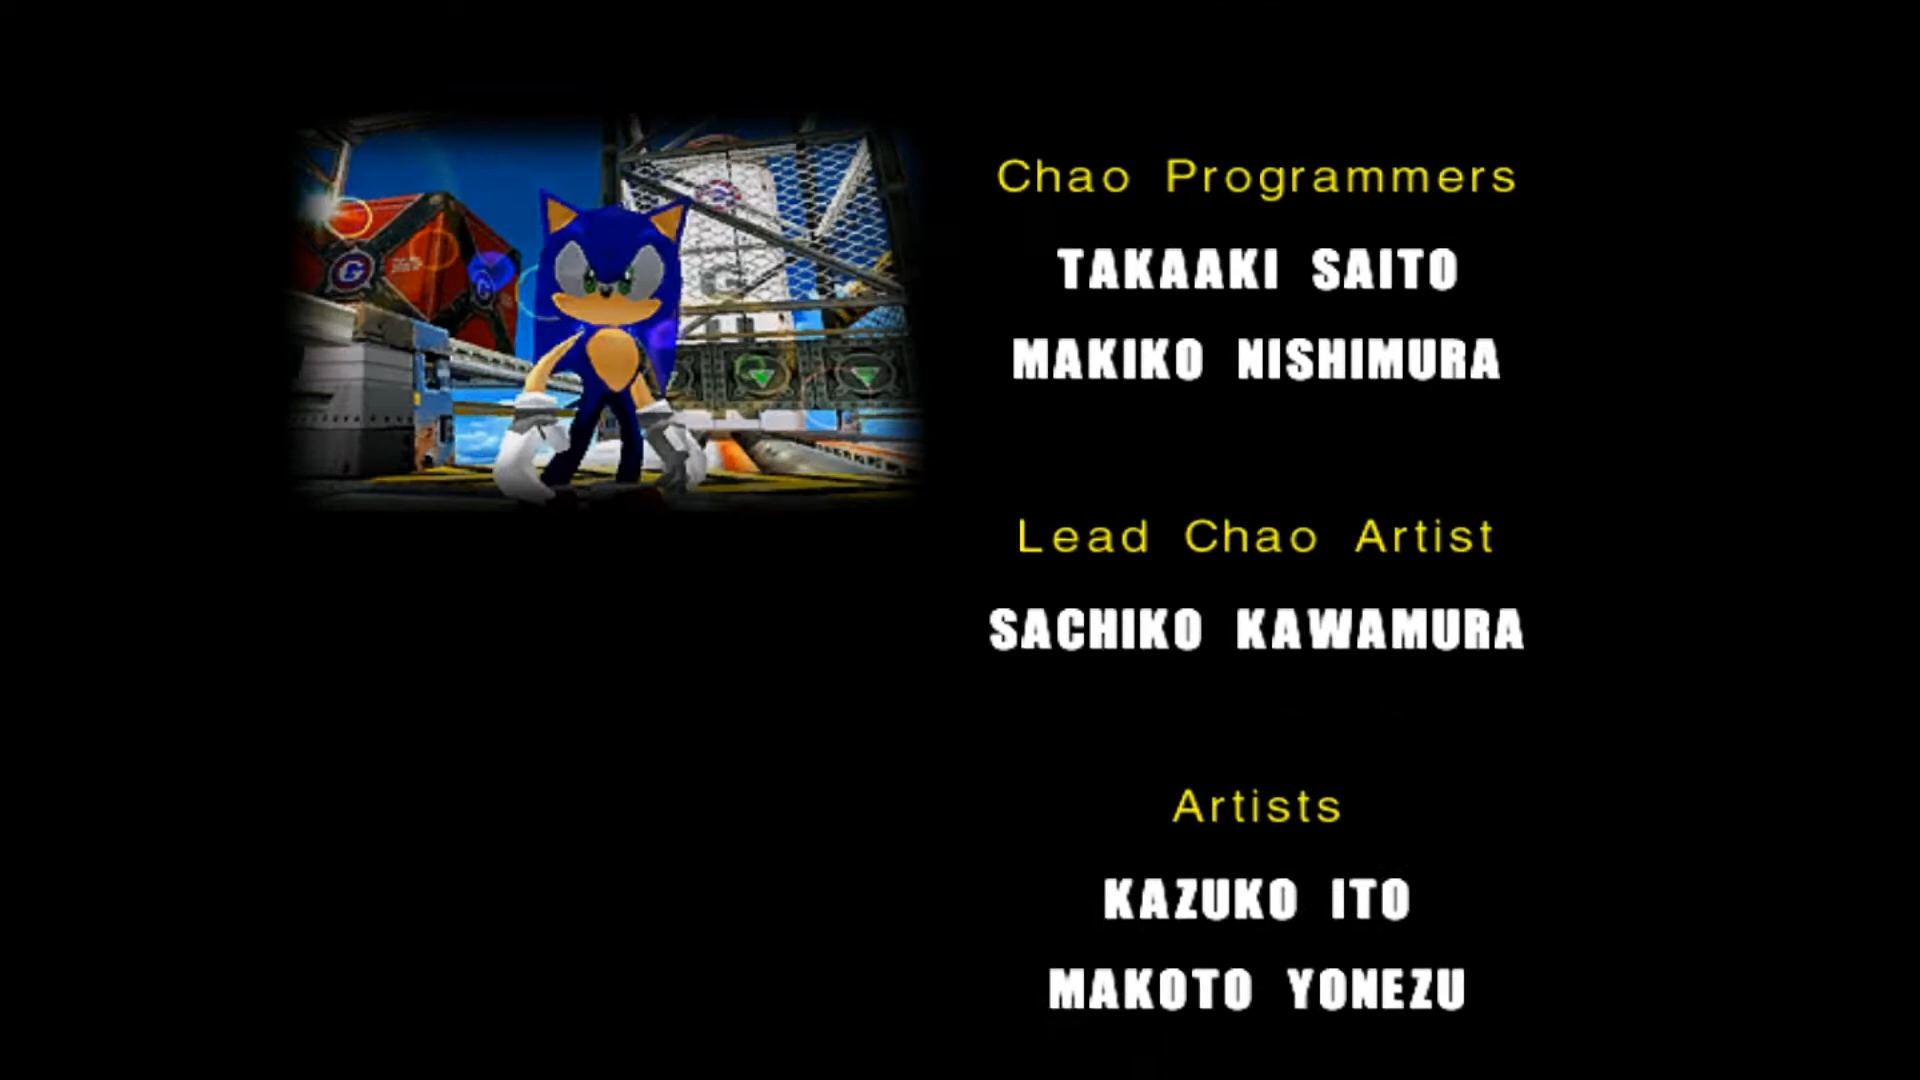 Chao Programmers
TAKAAKI SAITO
MAKIKO NISHIMURA
Lead Chao Artist
SACHIKO KAWAMURA
Artists
KAZUKO ITO
MAKOTO YONEZU
G
G
G